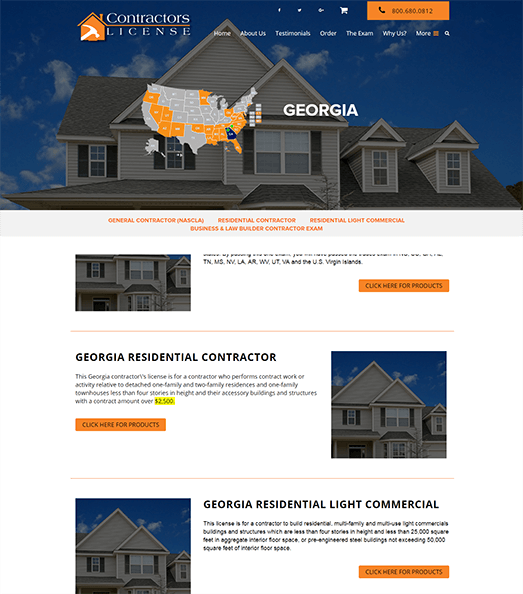 Contractors
LICENSE
800.680.0812
Home About Us Testimonials Order The Exam Why Us? More
GEORGIA
GENERAL CONTRACTOR (NASCLA) RESIDENTIAL CONTRACTOR RESIDENTIAL LIGHT COMMERCIAL
BUSINESS & LAW BUILDER CONTRACTOR EXAM
TN, MS, NV, LA, AR, WV, UT, VA and the U.S. Virgin Islands.
CLICK HERE FOR PRODUCTS
GEORGIA RESIDENTIAL CONTRACTOR
This Georgia contractor\'s license is for a contractor who performs contract work or
activity relative to detached one-family and two-family residences and one-family
townhouses less than four stories in height and their accessory buildings and structures
with a contract amount over $2,500.
CLICK HERE FOR PRODUCTS
GEORGIA RESIDENTIAL LIGHT COMMERCIAL
This license is for a contractor to build residential, multi-family and multi-use light commercials
buildings and structures which are less than four stories in height and less than 25,000 square
feet in aggregate interior floor space, or pre-engineered steel buildings not exceeding 50,000
square feet of interior floor space.
CLICK HERE FOR PRODUCTS